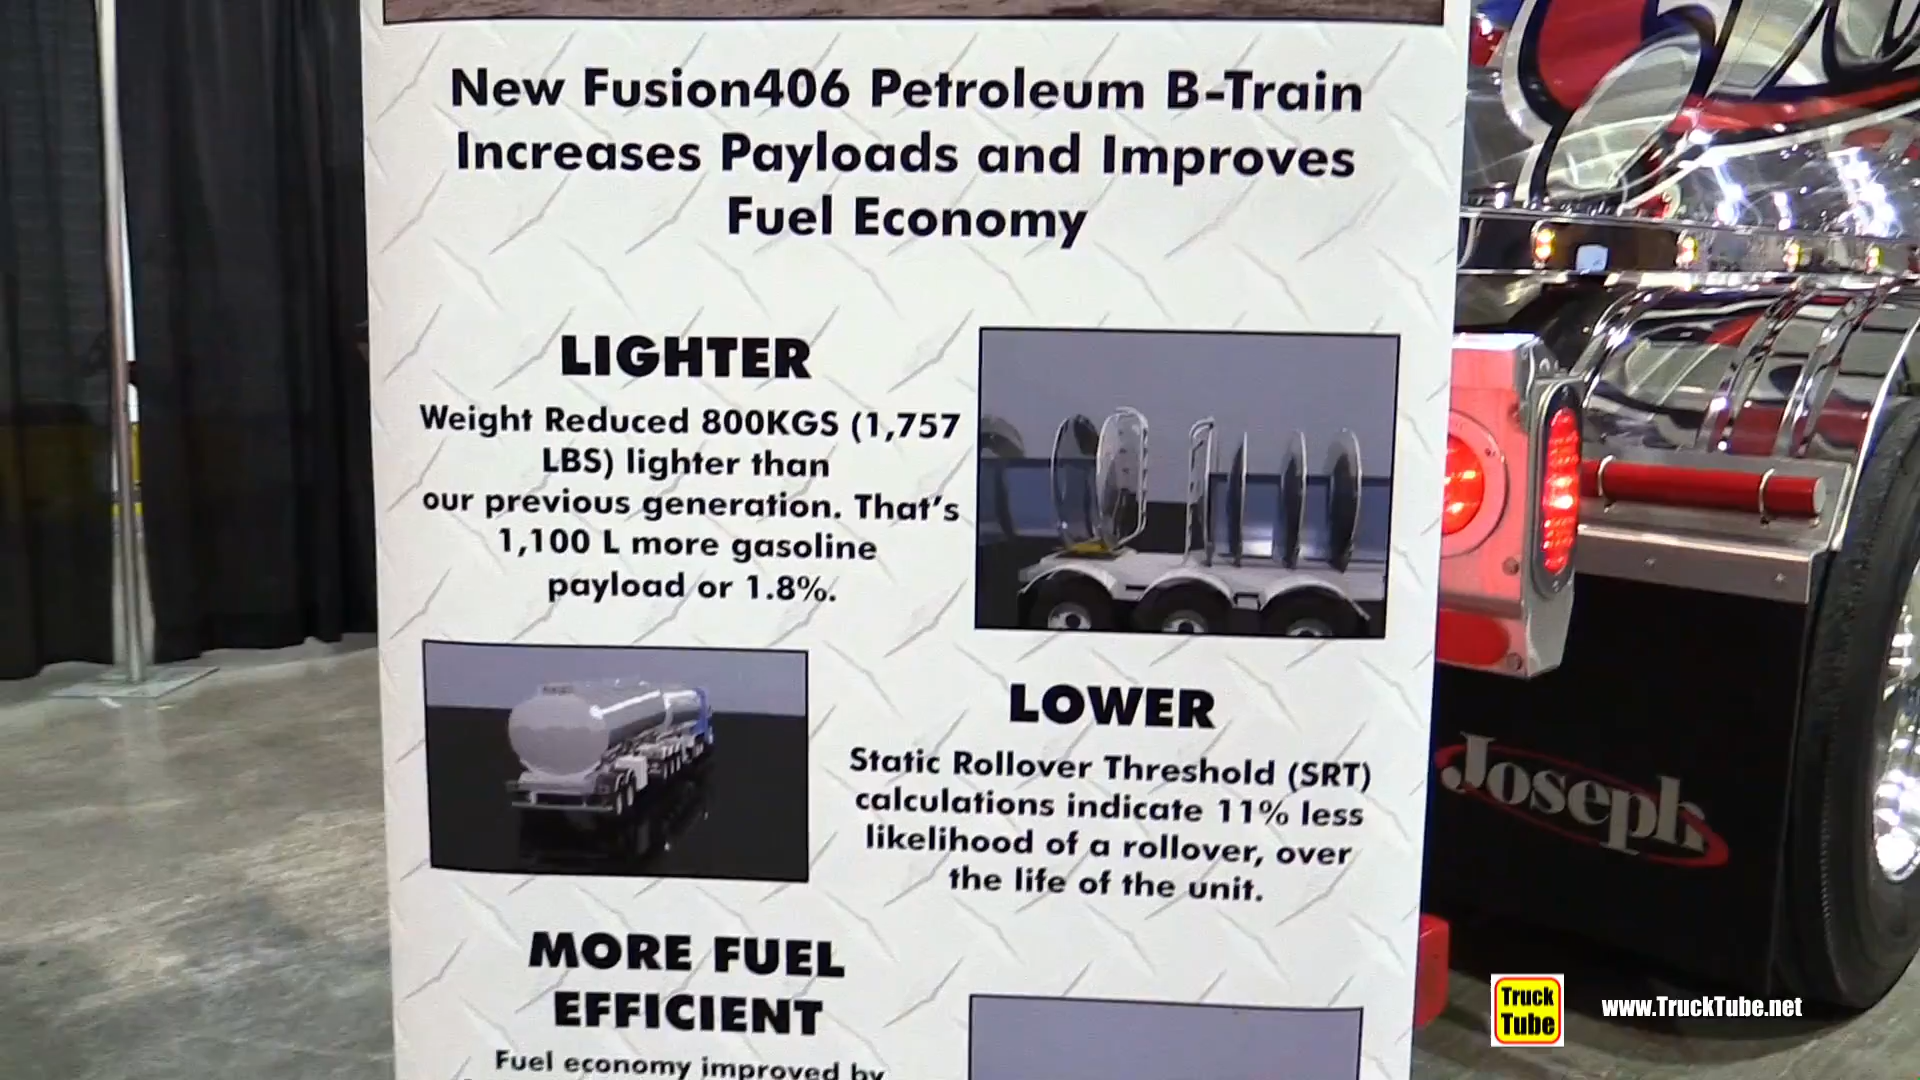 New Fusion406 Petroleum B-Train
Increases Payloads and Improves
Fuel Economy
LIGHTER
Weight Reduced 800KGS (1,757
LBS) lighter than
our previous generation. That's
1,100 L more gasoline
payload or 1.8%.
LOWER
Static Rollover Threshold (SRT)
calculations indicate 11% less
likelihood of a rollover, over
the life of the unit.
MORE FUEL
EFFICIENT
Fuel economy improved by
Joseph
Truck
Tube
www.TruckTube.net